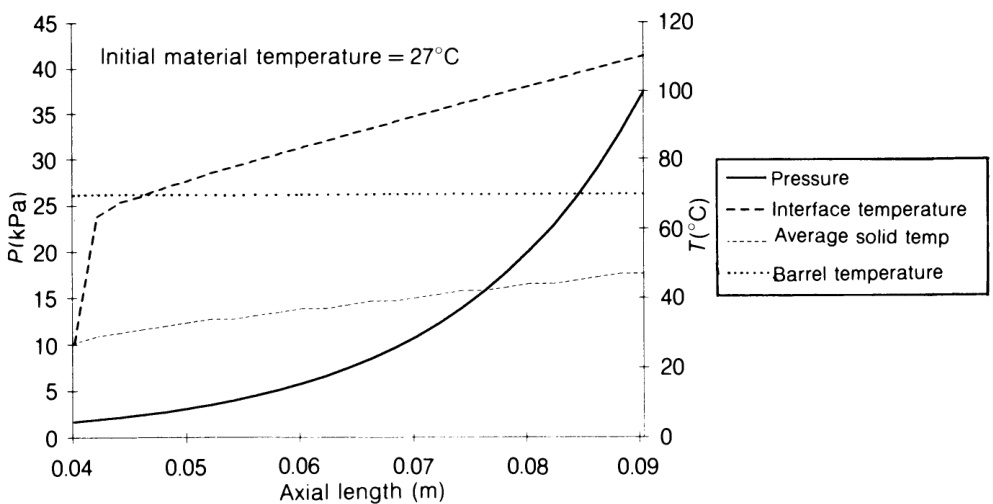 Initial material temperature = 27°C
P(kPa)
45
40
35
30
25
20
15
10
5
0
0.04
0.05
0.06
0.07
0.08
0.09
Axial length (m)
120
100
80
60
40
20
0
T(°C)
Pressure
Interface temperature
Average solid temp
Barrel temperature